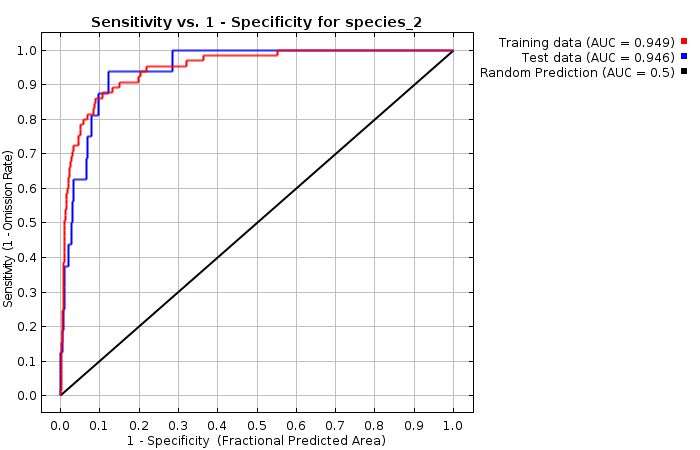 Sensitivity vs. 1 - Specificity for species_2
Training data (AUC = 0.949)
Test data (AUC = 0.946)
Random Prediction (AUC = 0.5)
Sensitivity (1 - Omission Rate)
1.0
0.9
0.8
0.7
0.6
0.5
0.4
0.3
0.2
0.1
0.0
0.0 0.1 0.2 0.3 0.4 0.5 0.6 0.7 0.8 0.9 1.0
1 - Specificity (Fractional Predicted Area)